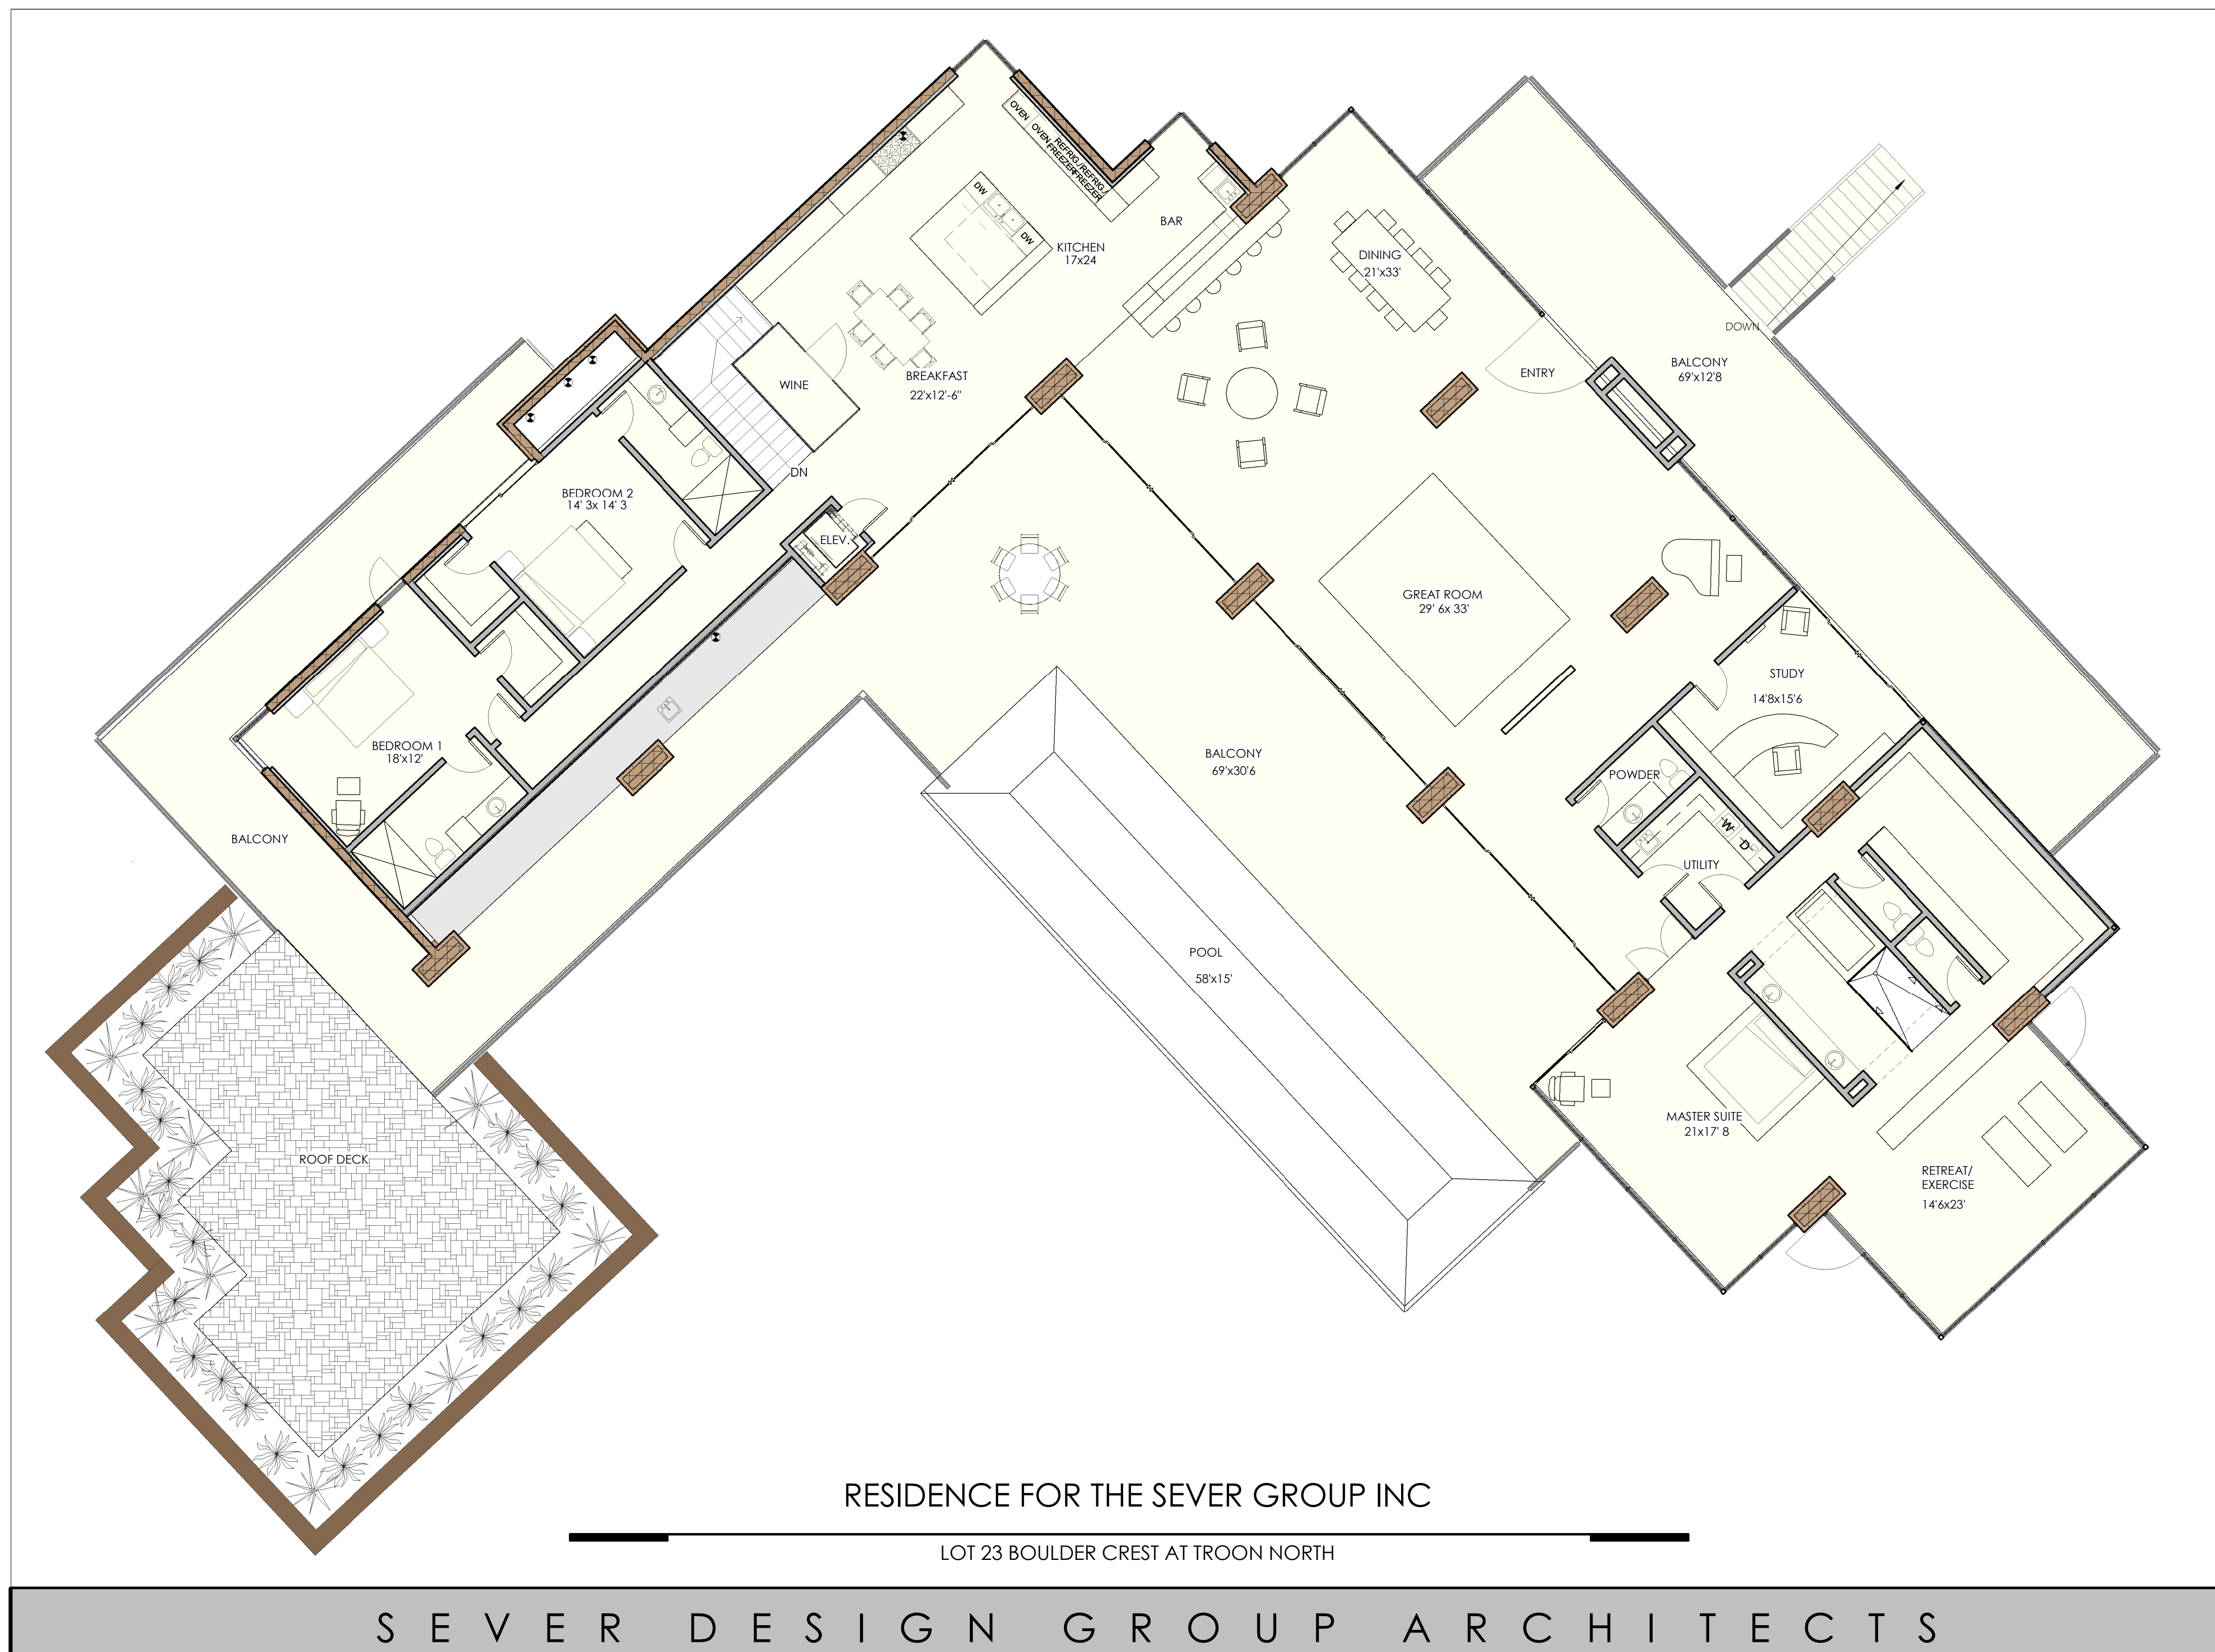 OVEN
OVEN
REFRIG./
FREEZER
REFRIG./
FREEZER
DW
DW
KITCHEN
17x24
BAR
DINING
21'x33'
DOWN
BALCONY
69'x12'8
ENTRY
WINE
BREAKFAST
22'x12'-6"
DN
BEDROOM 2
14' 3x 14' 3
ELEV.
GREAT ROOM
29' 6x 33'
STUDY
14'8x15'6
BEDROOM 1
18'x12'
BALCONY
69'x30'6
POWDER
W
D
UTILITY
BALCONY
POOL
58'x15'
MASTER SUITE
21x17' 8
ROOF DECK
RETREAT/
EXERCISE
14'6x23'
RESIDENCE FOR THE SEVER GROUP INC
LOT 23 BOULDER CREST AT TROON NORTH
SEVER DESIGN GROUP ARCHITECTS